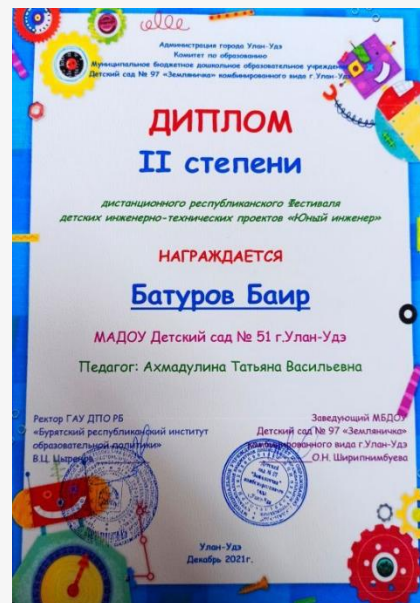 Администрация города Улан-Удэ
Комитет по образованию
Муниципальное бюджетное дошкольное образовательное учреждение
Детский сад № 97 «Земляничка» комбинированного вида г.Улан-Удэ
ДИПЛОМ
II степени
дистанционного республиканского Фестиваля
детских инженерно-технических проектов «Юный инженер»
НАГРАЖДАЕТСЯ
Батуров Баир
МАДОУ Детский сад № 51 г.Улан-Удэ
Педагог: Ахмадулина Татьяна Васильевна
Ректор ГАУ ДПО РБ
«Бурятский республиканский институт
образовательной политики»
В.Ц. Цыренов
Заведующий МБДОУ
Детский сад № 97 «Земляничка»
комбинированного вида г.Улан-Удэ
О.Н. Ширипнимбуева
Улан-Удэ
Декабрь 2021г.